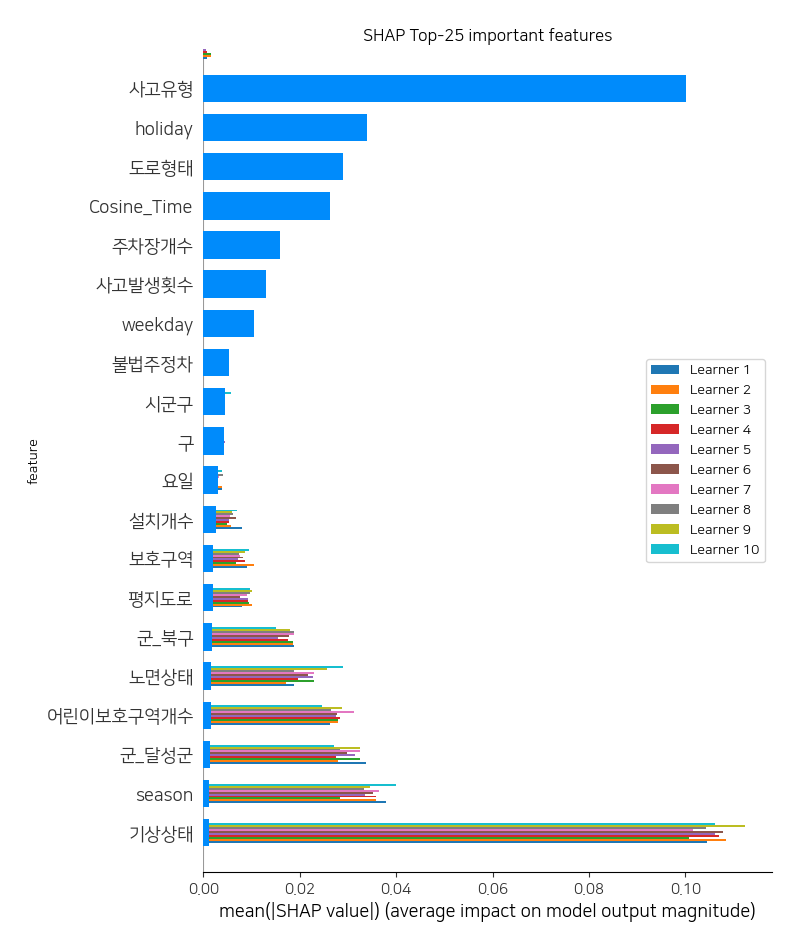 SHAP Top-25 important features
사고유형
holiday
도로형태
Cosine_Time
주차장개수
사고발생횟수
weekday
불법주정차
시군구
구
요일
설치개수
보호구역
평지도로
군_북구
노면상태
어린이보호구역개수
군_달성군
season
기상상태
feature
Learner 1
Learner 2
Learner 3
Learner 4
Learner 5
Learner 6
Learner 7
Learner 8
Learner 9
Learner 10
0.00 0.02 0.04 0.06 0.08 0.10
mean(|SHAP value|) (average impact on model output magnitude)